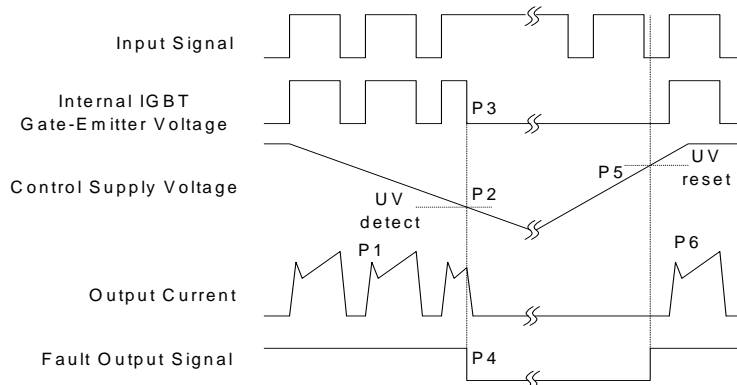 Input Signal
Internal IGBT
Gate-Emitter Voltage
P3
Control Supply Voltage
UV
detect
P2
P5
UV
reset
P1
P6
Output Current
Fault Output Signal
P4